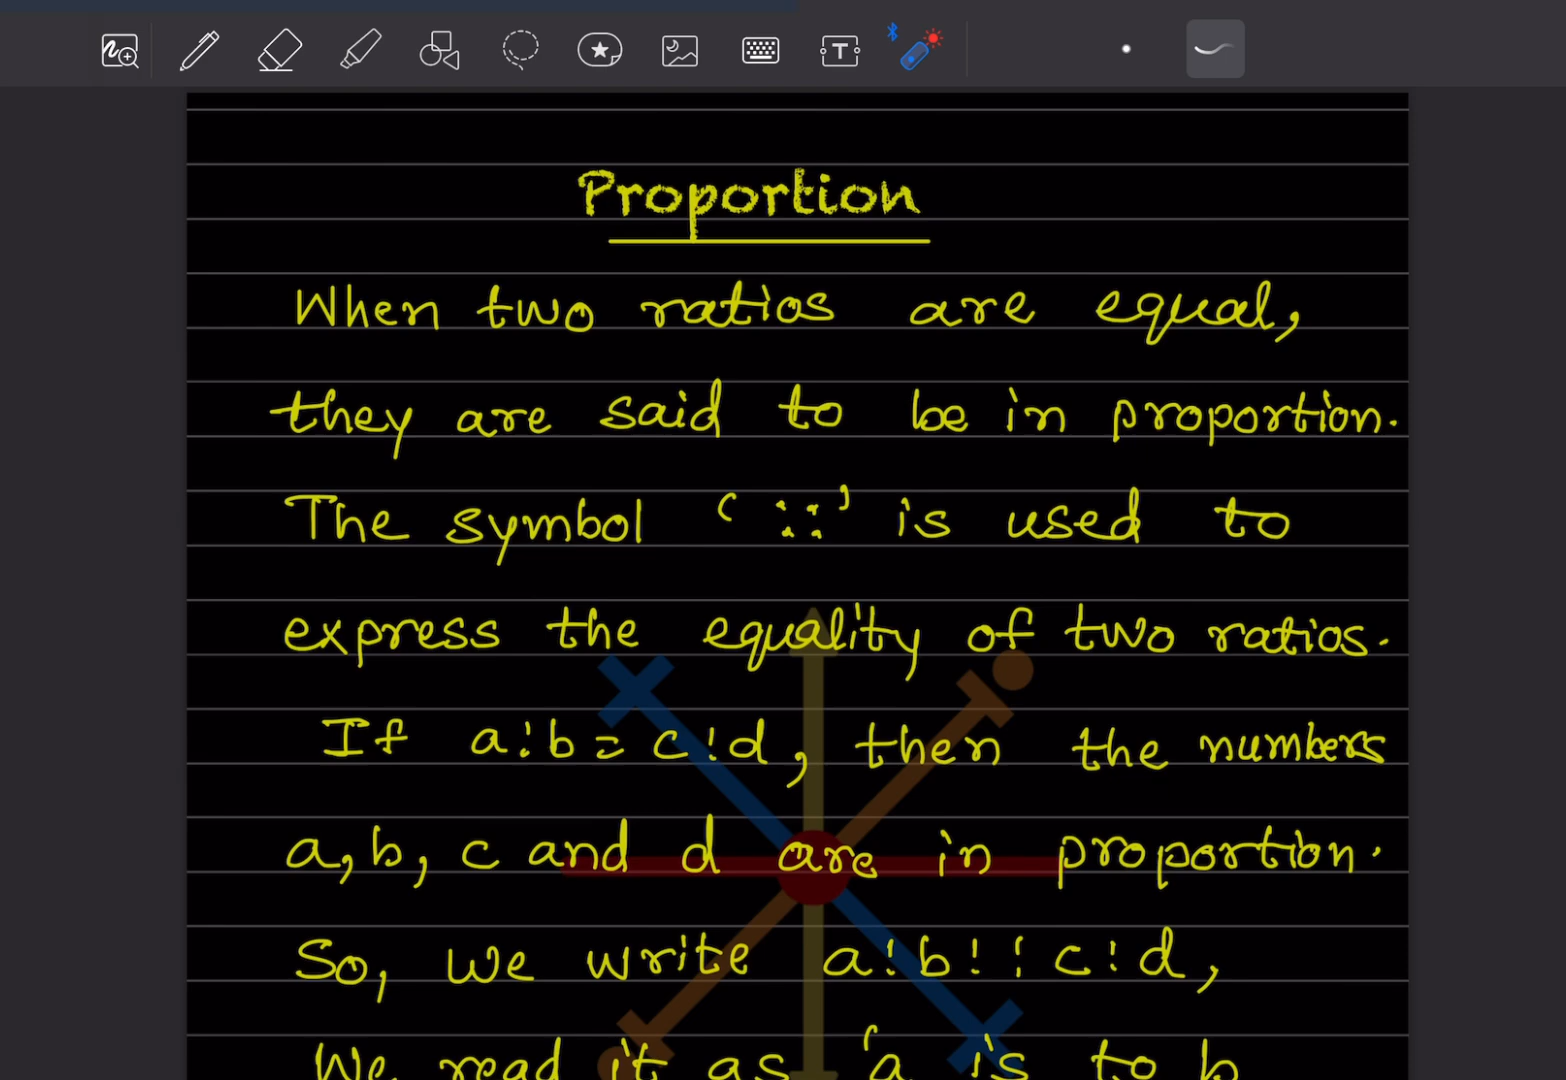 Proportion
When two ratios are equal,
they are said to be in proportion.
The symbol '::' is used to
express the equality of two ratios.
If a:b = c:d, then the numbers
a, b, c and d are in proportion.
So, we write a:b::c:d,
We read it as 'a is to b